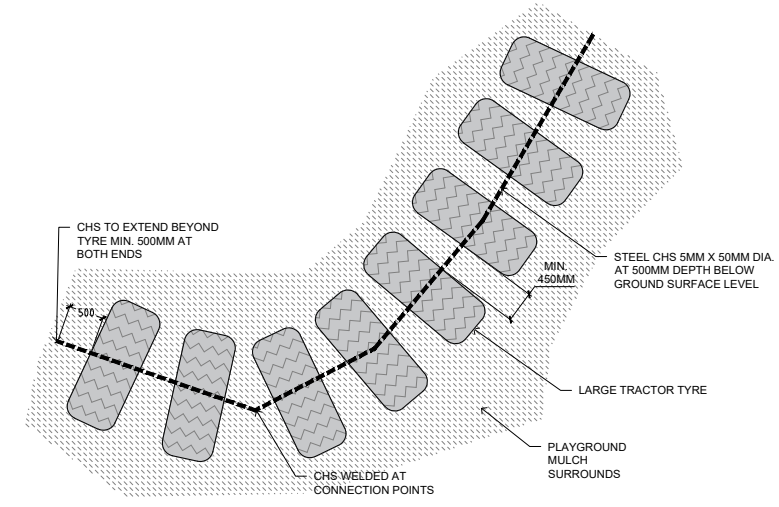 CHS TO EXTEND BEYOND
TYRE MIN. 500MM AT
BOTH ENDS
500
STEEL CHS 5MM X 50MM DIA.
AT 500MM DEPTH BELOW
GROUND SURFACE LEVEL
MIN.
450MM
LARGE TRACTOR TYRE
PLAYGROUND
MULCH
SURROUNDS
CHS WELDED AT
CONNECTION POINTS